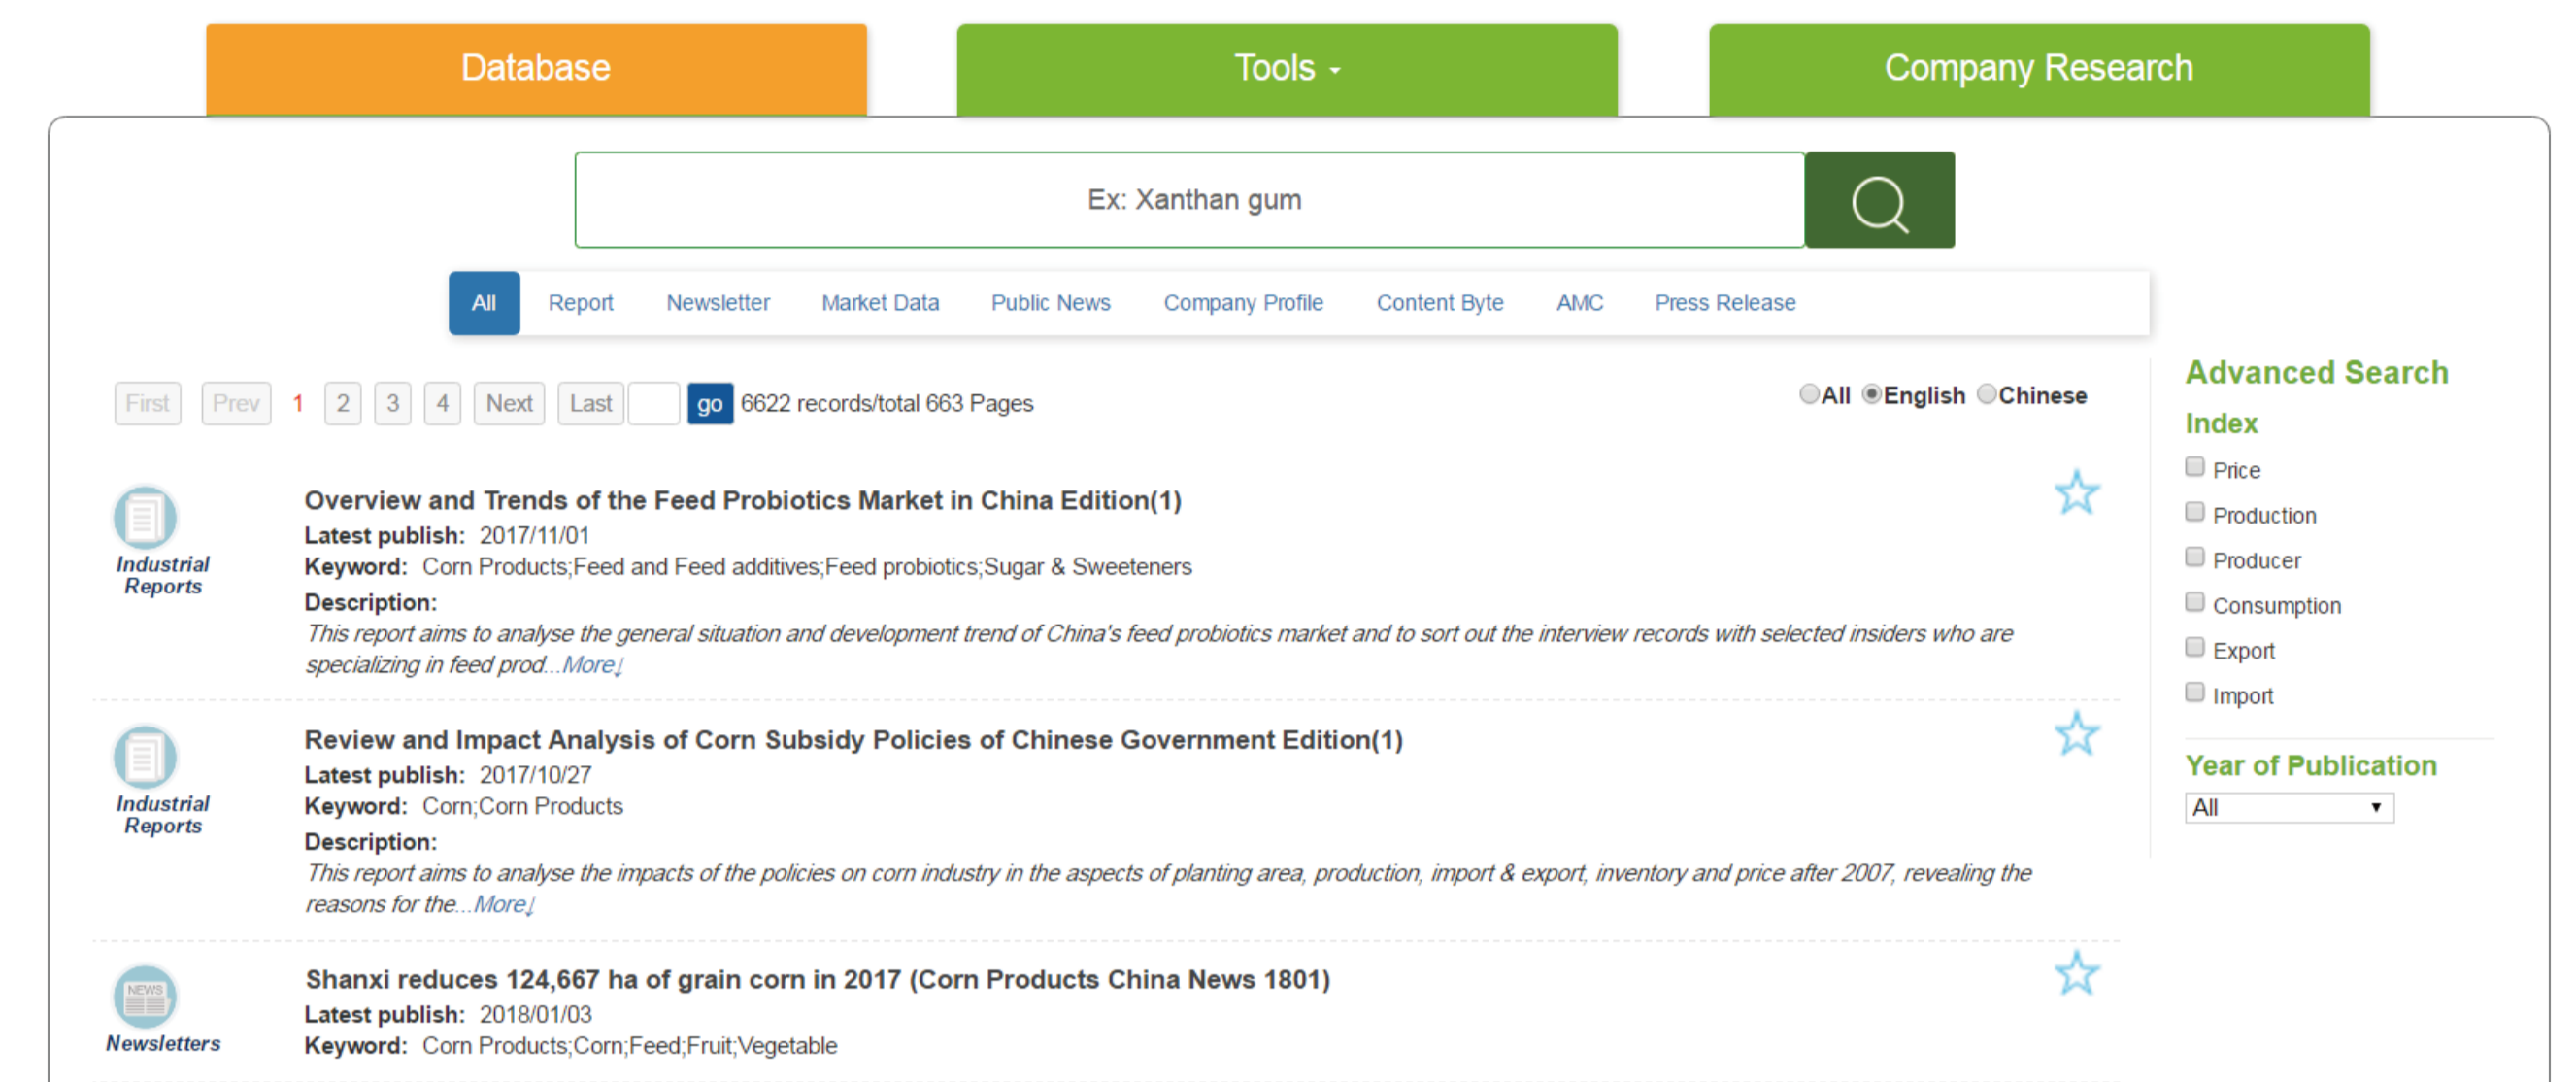 Database
Tools
Company Research
Ex: Xanthan gum
All Report Newsletter Market Data Public News Company Profile Content Byte AMC Press Release
First Prev 1 2 3 4 Next Last go 6622 records/total 663 Pages
All English Chinese
Industrial
Reports
Overview and Trends of the Feed Probiotics Market in China Edition(1)
Latest publish: 2017/11/01
Keyword: Corn Products;Feed and Feed additives;Feed probiotics;Sugar & Sweeteners
Description:
This report aims to analyse the general situation and development trend of China's feed probiotics market and to sort out the interview records with selected insiders who are
specializing in feed prod...More↓
Industrial
Reports
Review and Impact Analysis of Corn Subsidy Policies of Chinese Government Edition(1)
Latest publish: 2017/10/27
Keyword: Corn;Corn Products
Description:
This report aims to analyse the impacts of the policies on corn industry in the aspects of planting area, production, import & export, inventory and price after 2007, revealing the
reasons for the...More↓
NEWS
Newsletters
Shanxi reduces 124,667 ha of grain corn in 2017 (Corn Products China News 1801)
Latest publish: 2018/01/03
Keyword: Corn Products;Corn;Feed;Fruit;Vegetable
Advanced Search
Index
Price
Production
Producer
Consumption
Export
Import
Year of Publication
All